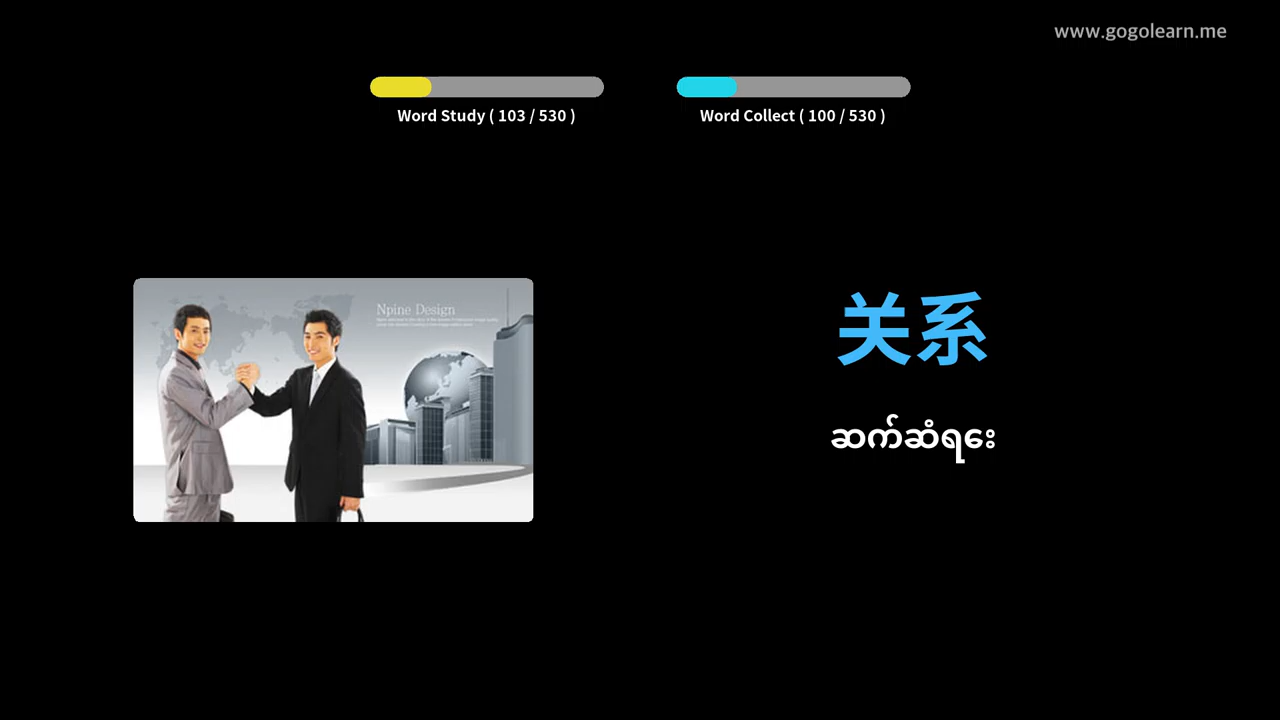 www.gogolearn.me
Word Study ( 103 / 530 )
Word Collect ( 100 / 530 )
Npine Design
关系
ဆက်ဆံရေး